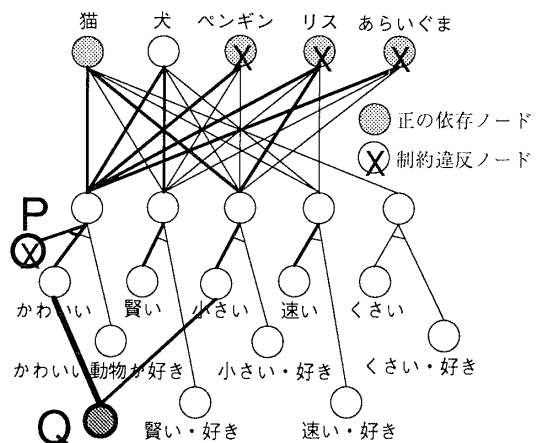 猫 犬 ペンギン リス あらいぐま
X X X
正の依存ノード
X 制約違反ノード
P
X
かわいい 賢い 小さい 速い くさい
かわいい動物が好き 小さい・好き くさい・好き
Q 賢い・好き 速い・好き